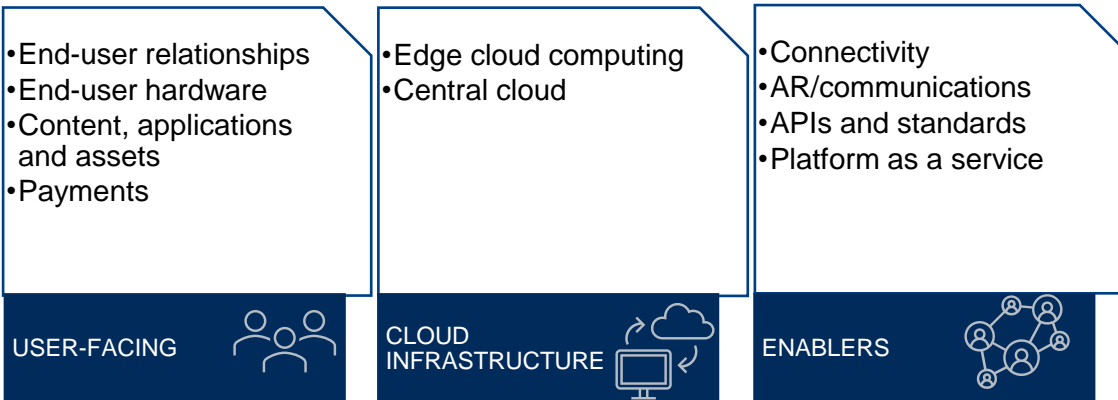 •End-user relationships
•End-user hardware
•Content, applications
and assets
•Payments
USER-FACING
•Edge cloud computing
•Central cloud
CLOUD
INFRASTRUCTURE
•Connectivity
•AR/communications
•APIs and standards
•Platform as a service
ENABLERS